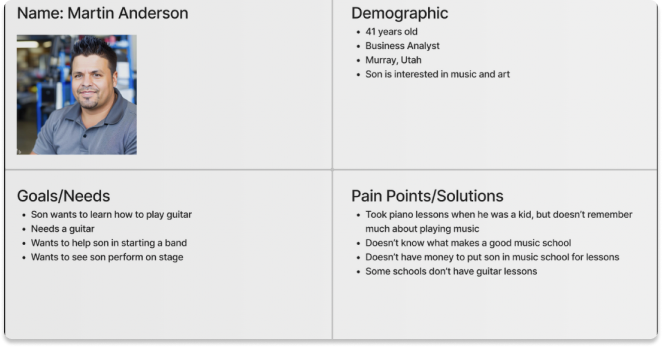 Name: Martin Anderson
Demographic
• 41 years old
• Business Analyst
• Murray, Utah
• Son is interested in music and art
Goals/Needs
• Son wants to learn how to play guitar
• Needs a guitar
• Wants to help son in starting a band
• Wants to see son perform on stage
Pain Points/Solutions
• Took piano lessons when he was a kid, but doesn't remember
much about playing music
• Doesn't know what makes a good music school
• Doesn't have money to put son in music school for lessons
• Some schools don't have guitar lessons